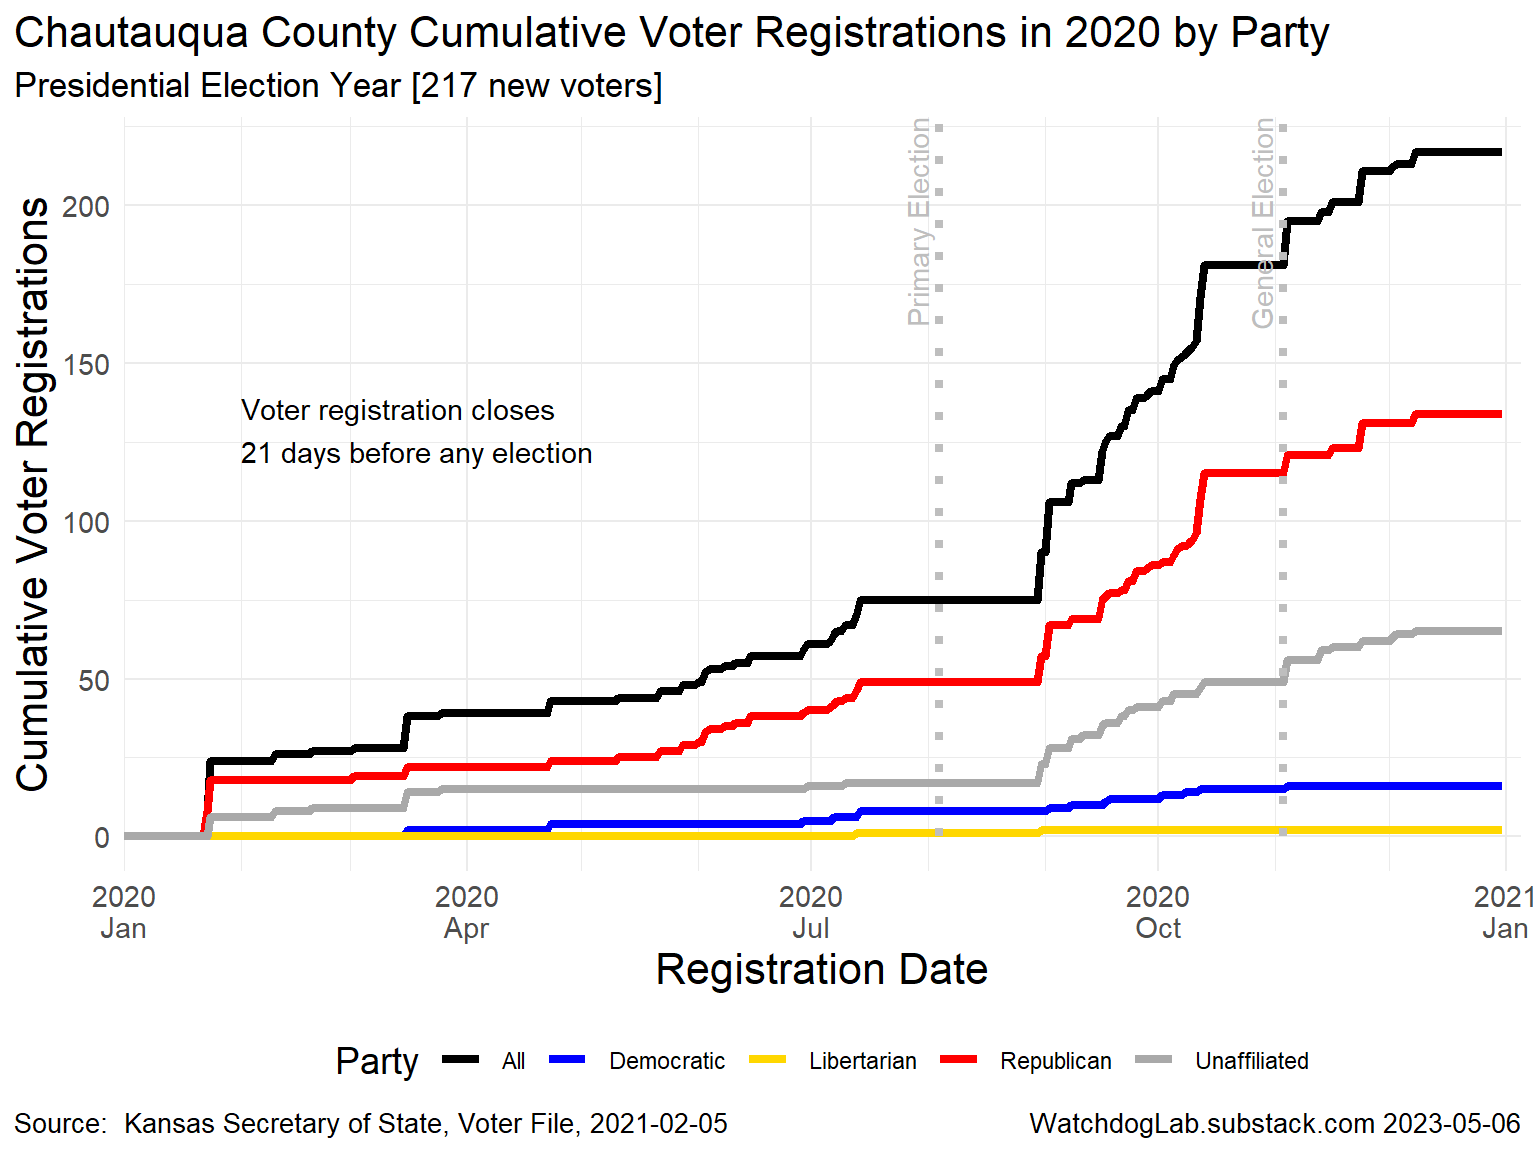 Chautauqua County Cumulative Voter Registrations in 2020 by Party
Presidential Election Year [217 new voters]
Cumulative Voter Registrations
200
150
100
50
0
Primary Election
General Election
Voter registration closes
21 days before any election
2020 2020 2020 2020 2021
Jan Apr Jul Oct Jan
Registration Date
Party All Democratic Libertarian Republican Unaffiliated
Source:  Kansas Secretary of State, Voter File, 2021-02-05
WatchdogLab.substack.com 2023-05-06